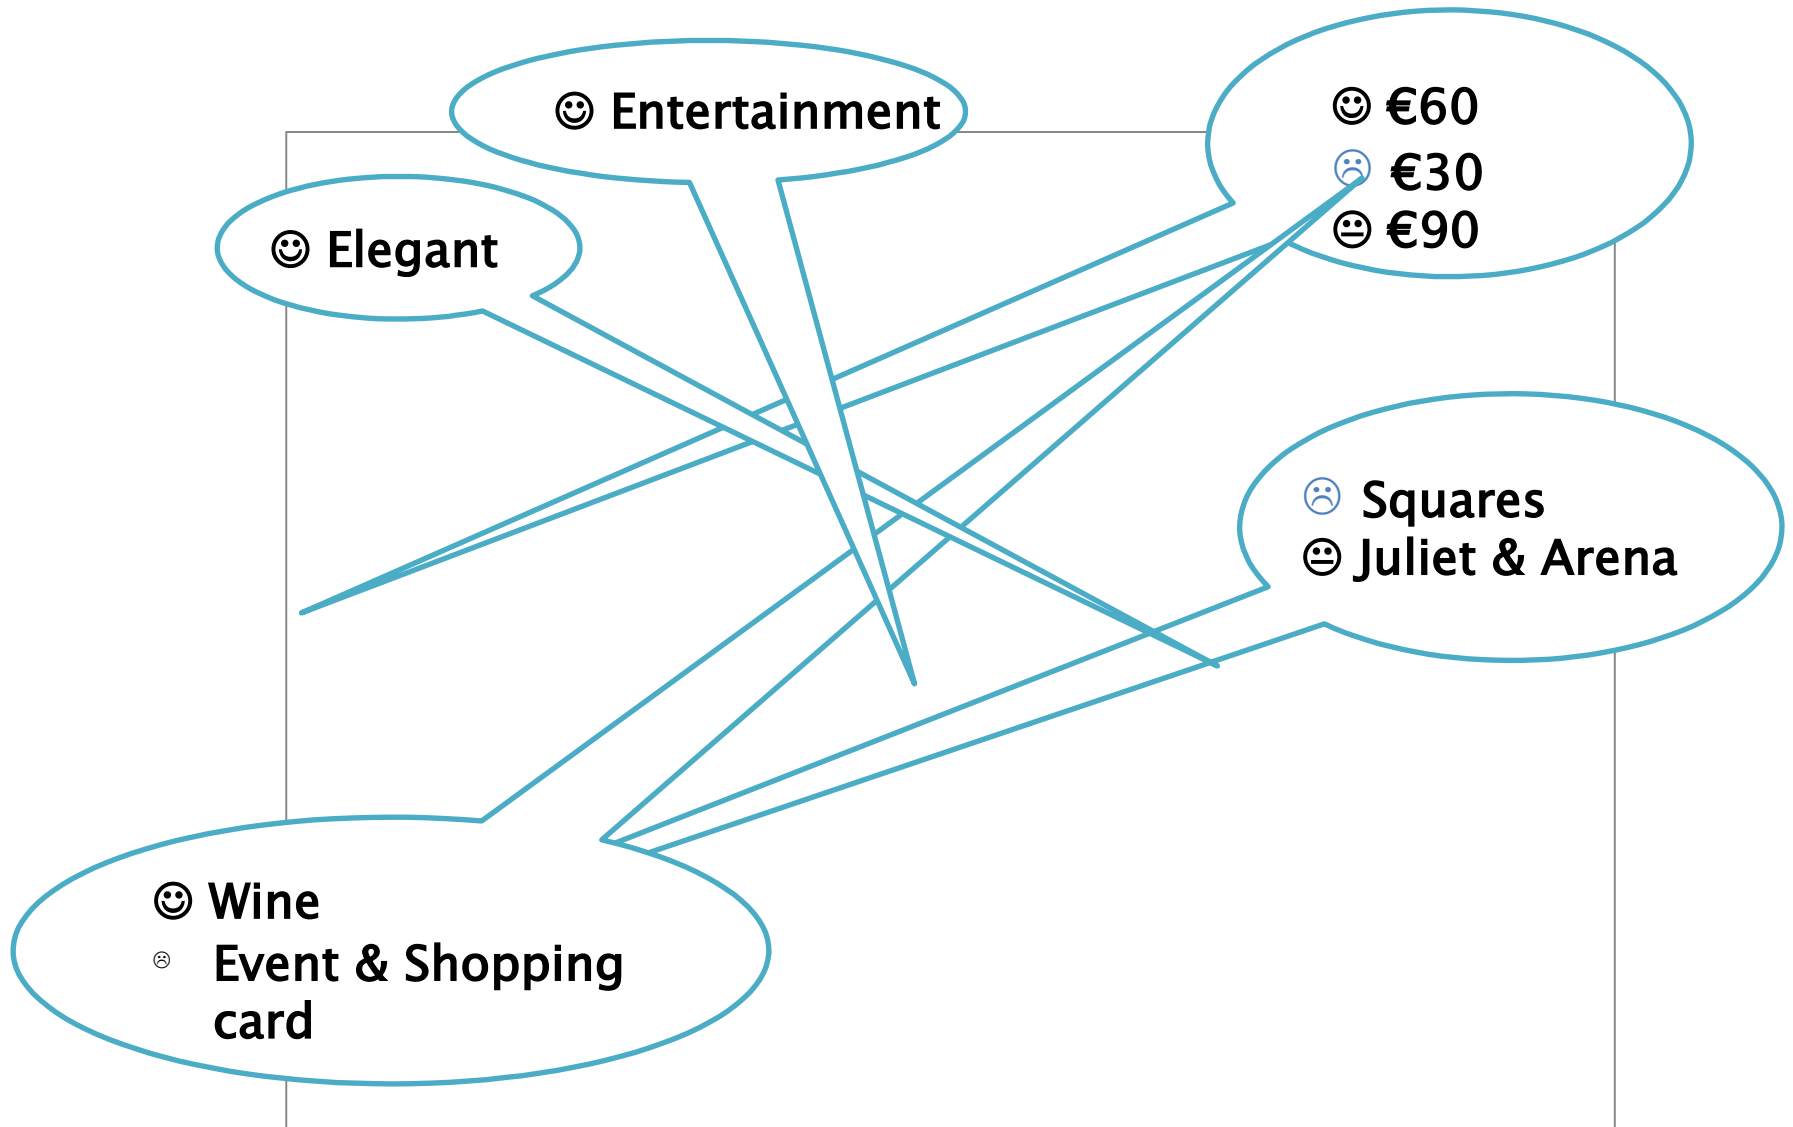 ☺ Entertainment
☺ €60
☹ €30
😐 €90
☺ Elegant
☹ Squares
😐 Juliet & Arena
☺ Wine
☹ Event & Shopping
card